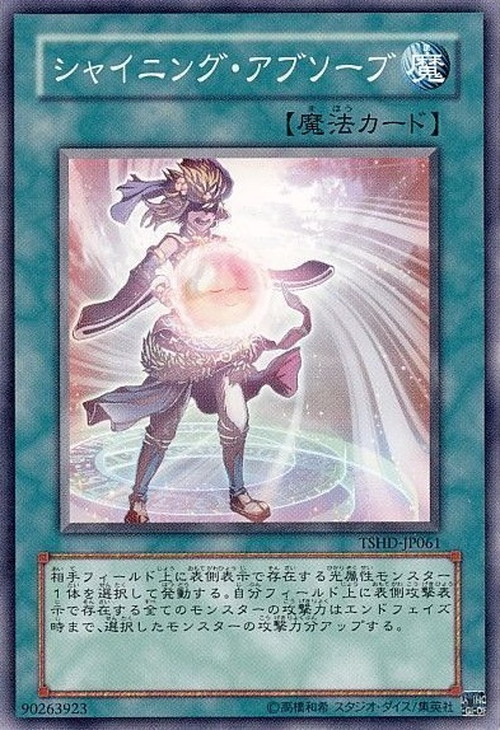 シャイニング・アブソーブ 魔
【魔法カード】
TSHD-JP061
相手フィールド上に表側表示で存在する光属性モンスター
1体を選択して発動する。自分フィールド上に表側攻撃表
示で存在する全てのモンスターの攻撃力はエンドフェイズ
時まで、選択したモンスターの攻撃力分アップする。
90263923 ©高橋和希 スタジオ・ダイス/集英社